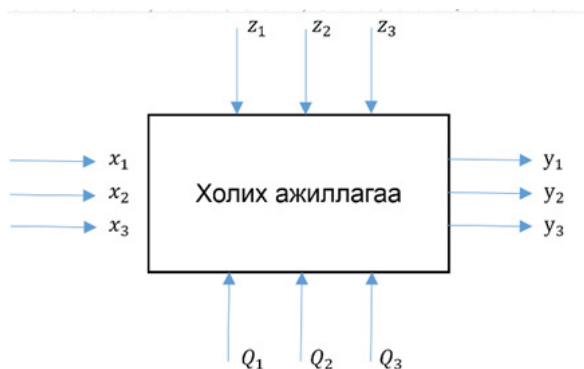 z₁ z₂ z₃
x₁ y₁
x₂ Холих ажиллагаа y₂
x₃ y₃
Q₁ Q₂ Q₃